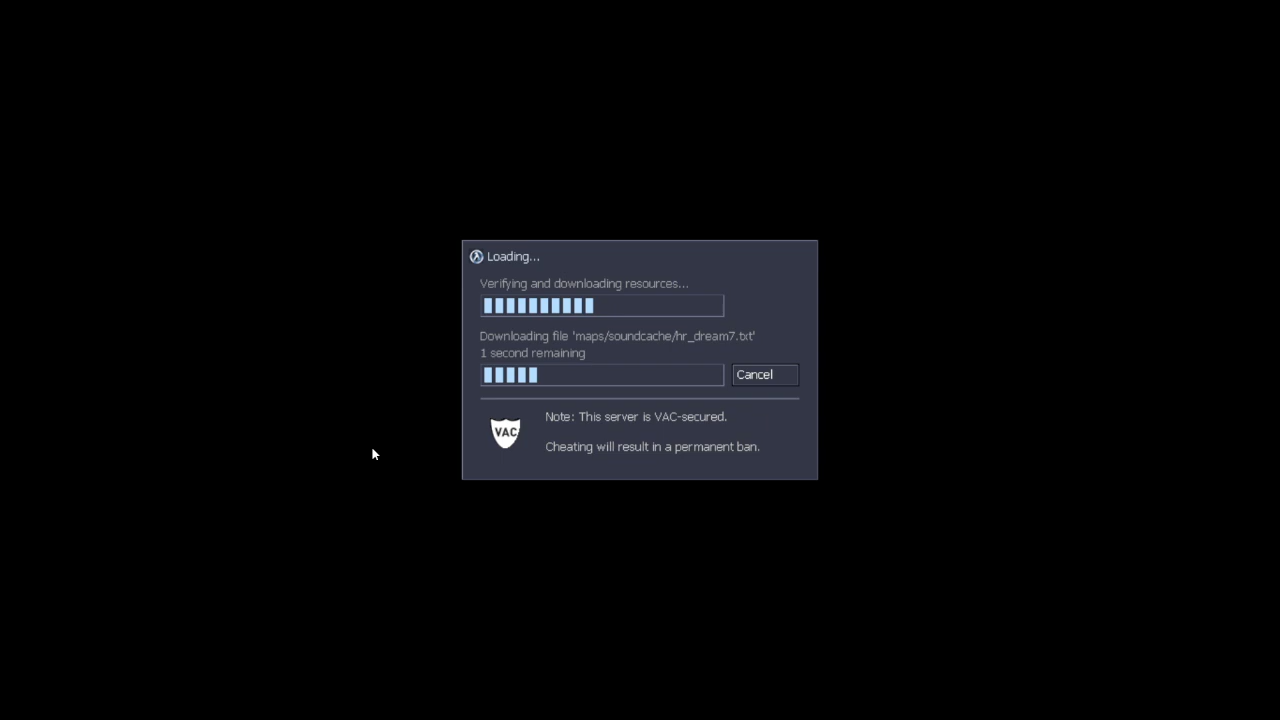 Loading...
Verifying and downloading resources...
Downloading file 'maps/soundcache/hr_dream7.txt'
1 second remaining
Cancel
VAC
Note: This server is VAC-secured.
Cheating will result in a permanent ban.